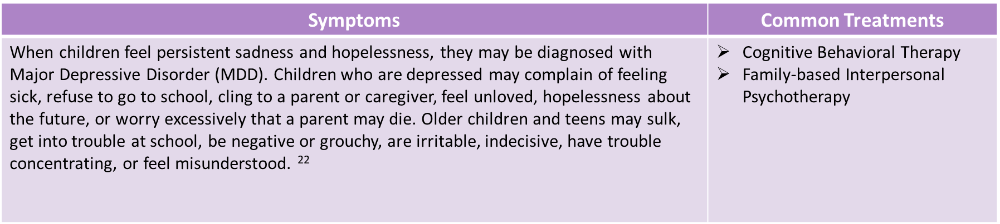 Symptoms
Common Treatments
When children feel persistent sadness and hopelessness, they may be diagnosed with
Major Depressive Disorder (MDD). Children who are depressed may complain of feeling
sick, refuse to go to school, cling to a parent or caregiver, feel unloved, hopelessness about
the future, or worry excessively that a parent may die. Older children and teens may sulk,
get into trouble at school, be negative or grouchy, are irritable, indecisive, have trouble
concentrating, or feel misunderstood. 22
➢ Cognitive Behavioral Therapy
➢ Family-based Interpersonal
Psychotherapy